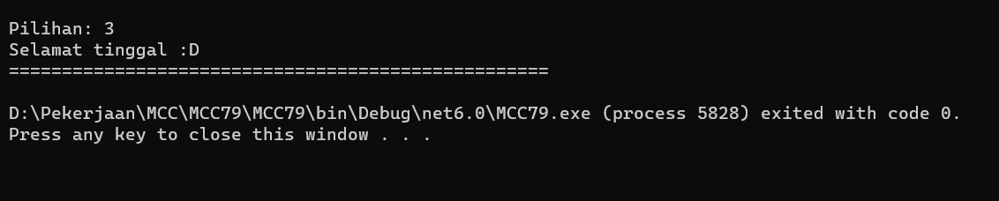 Pilihan: 3
Selamat tinggal :D
===================================================
D:\Pekerjaan\MCC\MCC79\MCC79\bin\Debug\net6.0\MCC79.exe (process 5828) exited with code 0.
Press any key to close this window . . .